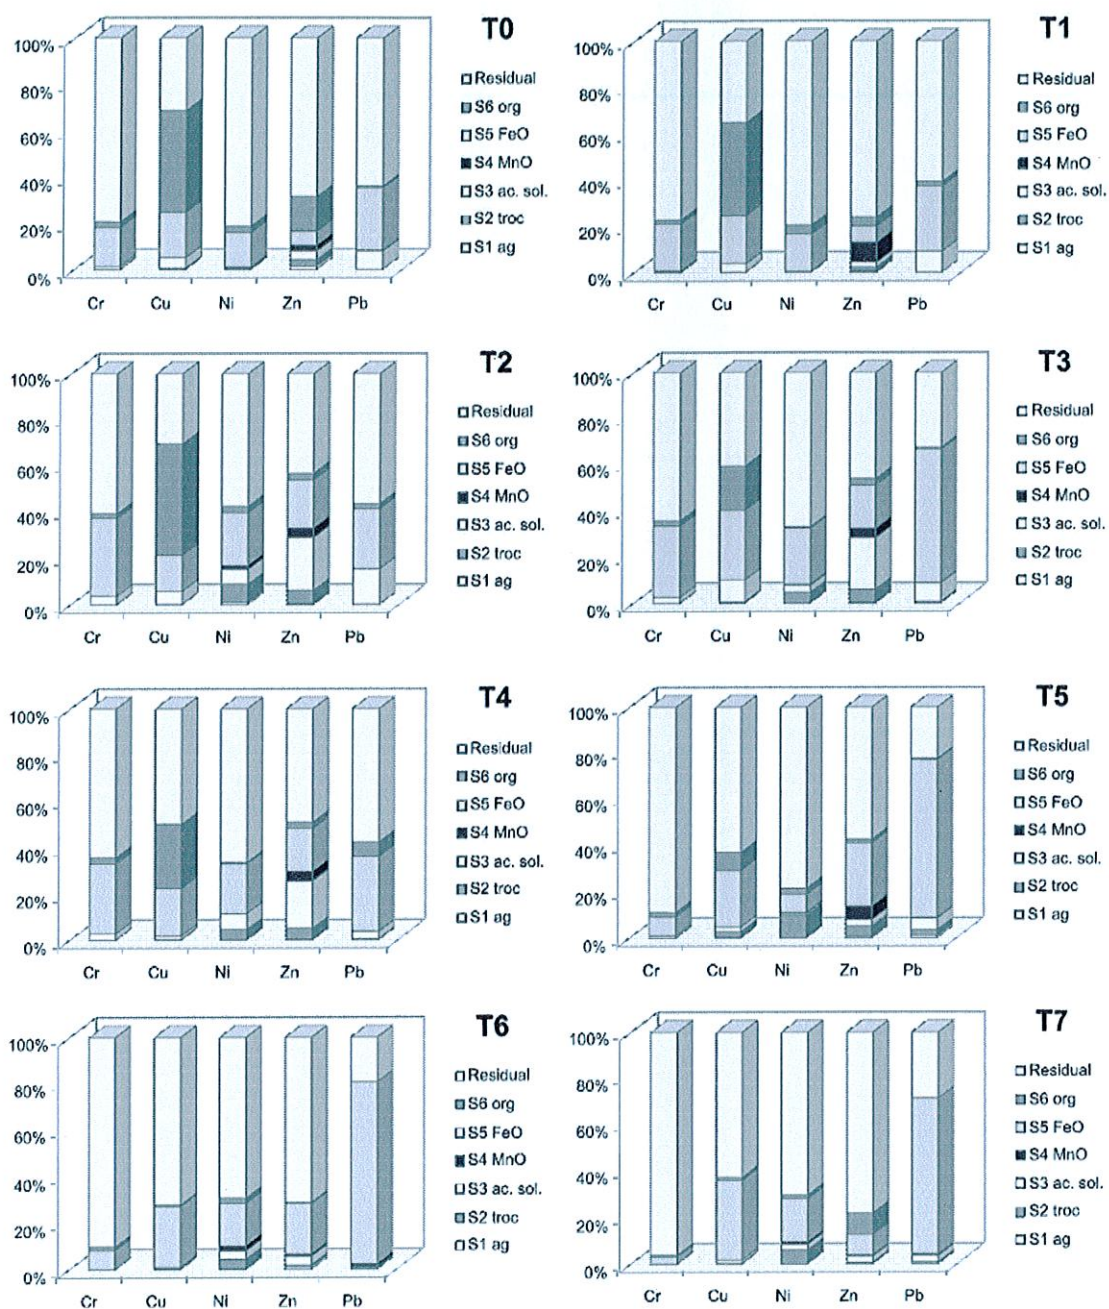 T0
100%
80%
60%
40%
20%
0%
Cr Cu Ni Zn Pb
Residual
S6 org
S5 FeO
S4 MnO
S3 ac. sol.
S2 troc
S1 ag
T1
100%
80%
60%
40%
20%
0%
Cr Cu Ni Zn Pb
Residual
S6 org
S5 FeO
S4 MnO
S3 ac. sol.
S2 troc
S1 ag
T2
100%
80%
60%
40%
20%
0%
Cr Cu Ni Zn Pb
Residual
S6 org
S5 FeO
S4 MnO
S3 ac. sol.
S2 troc
S1 ag
T3
100%
80%
60%
40%
20%
0%
Cr Cu Ni Zn Pb
Residual
S6 org
S5 FeO
S4 MnO
S3 ac. sol.
S2 troc
S1 ag
T4
100%
80%
60%
40%
20%
0%
Cr Cu Ni Zn Pb
Residual
S6 org
S5 FeO
S4 MnO
S3 ac. sol.
S2 troc
S1 ag
T5
100%
80%
60%
40%
20%
0%
Cr Cu Ni Zn Pb
Residual
S6 org
S5 FeO
S4 MnO
S3 ac. sol.
S2 troc
S1 ag
T6
100%
80%
60%
40%
20%
0%
Cr Cu Ni Zn Pb
Residual
S6 org
S5 FeO
S4 MnO
S3 ac. sol.
S2 troc
S1 ag
T7
100%
80%
60%
40%
20%
0%
Cr Cu Ni Zn Pb
Residual
S6 org
S5 FeO
S4 MnO
S3 ac. sol.
S2 troc
S1 ag